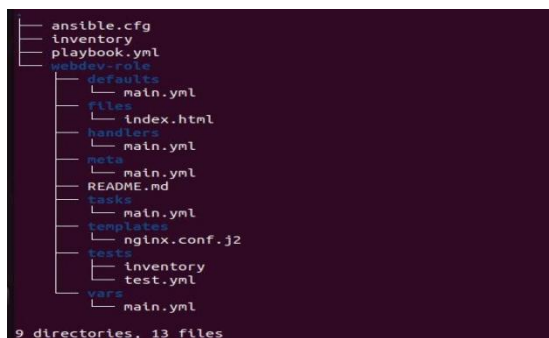 .
├── ansible.cfg
├── inventory
├── playbook.yml
└── webdev-role
    ├── defaults
    │   └── main.yml
    ├── files
    │   └── index.html
    ├── handlers
    │   └── main.yml
    ├── meta
    │   └── main.yml
    ├── README.md
    ├── tasks
    │   └── main.yml
    ├── templates
    │   └── nginx.conf.j2
    ├── tests
    │   ├── inventory
    │   └── test.yml
    └── vars
        └── main.yml
9 directories, 13 files